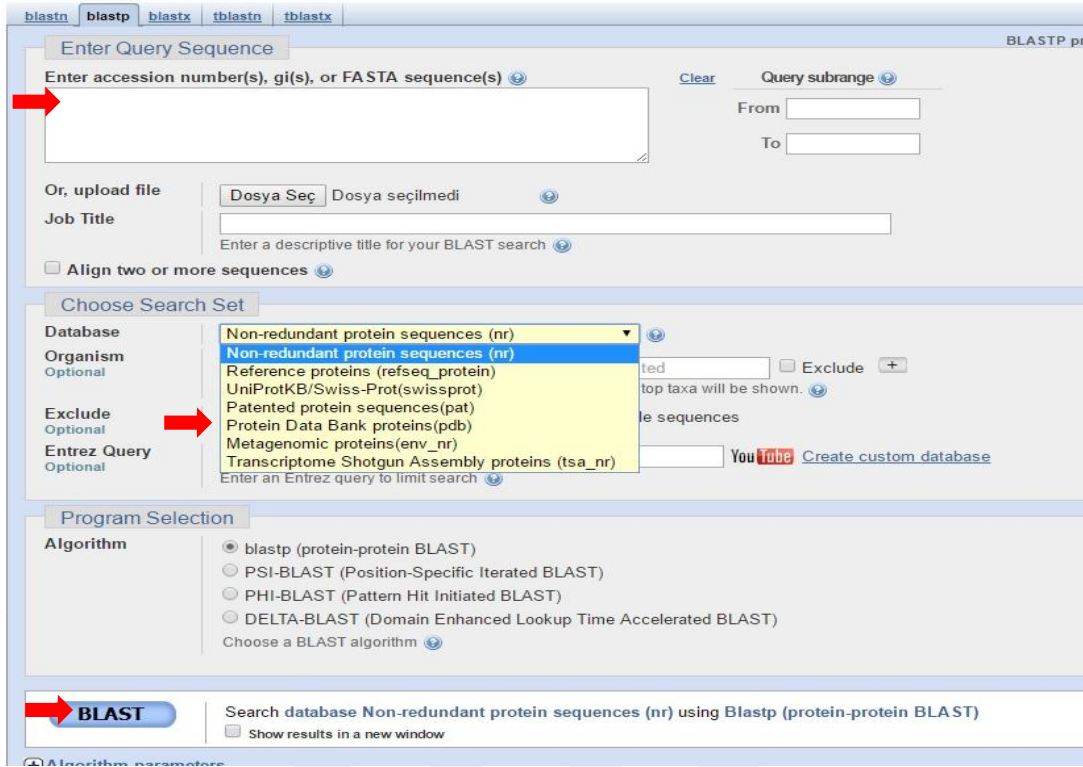 blastn blastp blastx tblastn tblastx
BLASTP pr
Enter Query Sequence
Enter accession number(s), gi(s), or FASTA sequence(s)
Clear
Query subrange
From
To
Or, upload file
Dosya Seç Dosya seçilmedi
Job Title
Enter a descriptive title for your BLAST search
Align two or more sequences
Choose Search Set
Database
Non-redundant protein sequences (nr)
Non-redundant protein sequences (nr)
Reference proteins (refseq_protein)
UniProtKB/Swiss-Prot(swissprot)
Patented protein sequences(pat)
Protein Data Bank proteins(pdb)
Metagenomic proteins(env_nr)
Transcriptome Shotgun Assembly proteins (tsa_nr)
Organism
Optional
ted
Exclude +
top taxa will be shown.
Exclude
Optional
le sequences
Entrez Query
Optional
YouTube Create custom database
Enter an Entrez query to limit search
Program Selection
Algorithm
blastp (protein-protein BLAST)
PSI-BLAST (Position-Specific Iterated BLAST)
PHI-BLAST (Pattern Hit Initiated BLAST)
DELTA-BLAST (Domain Enhanced Lookup Time Accelerated BLAST)
Choose a BLAST algorithm
BLAST
Search database Non-redundant protein sequences (nr) using Blastp (protein-protein BLAST)
Show results in a new window
Algorithm parameters